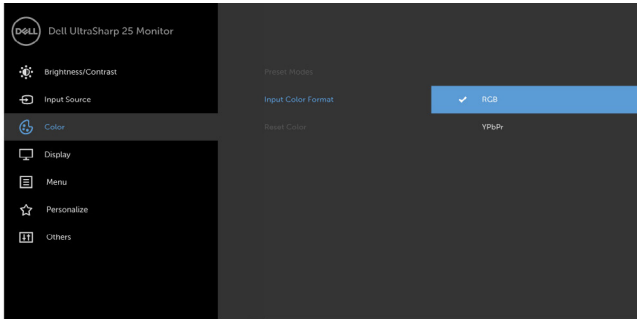 DELL Dell UltraSharp 25 Monitor
Brightness/Contrast Preset Modes
Input Source Input Color Format RGB
Color Reset Color YPbPr
Display
Menu
Personalize
Others